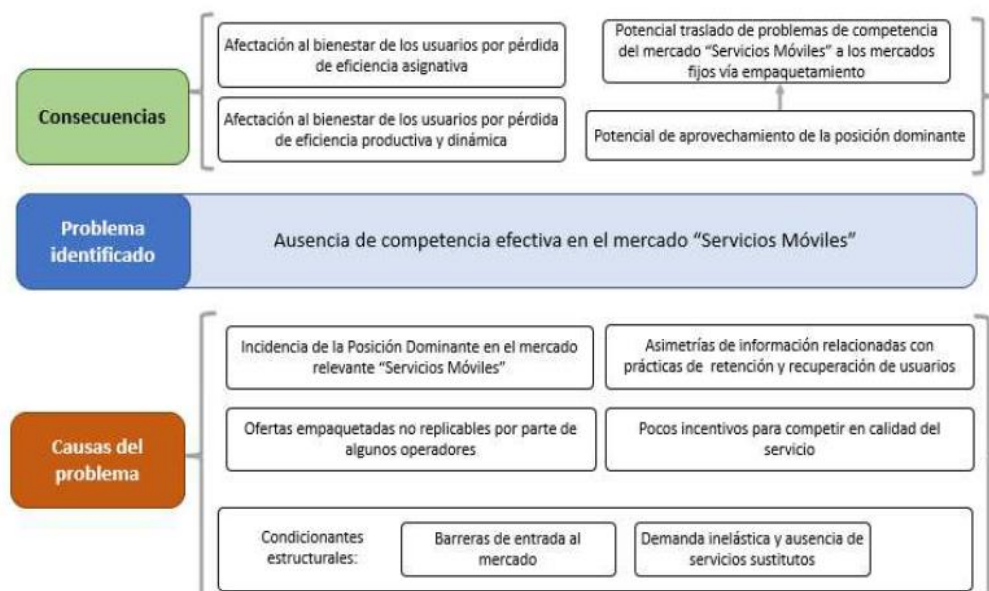 Consecuencias
Afectación al bienestar de los usuarios por pérdida
de eficiencia asignativa
Potencial traslado de problemas de competencia
del mercado “Servicios Móviles” a los mercados
fijos vía empaquetamiento
Afectación al bienestar de los usuarios por pérdida
de eficiencia productiva y dinámica
Potencial de aprovechamiento de la posición dominante
Problema
identificado
Ausencia de competencia efectiva en el mercado “Servicios Móviles”
Causas del
problema
Incidencia de la Posición Dominante en el mercado
relevante “Servicios Móviles”
Asimetrías de información relacionadas con
prácticas de retención y recuperación de usuarios
Ofertas empaquetadas no replicables por parte de
algunos operadores
Pocos incentivos para competir en calidad del
servicio
Condicionantes
estructurales:
Barreras de entrada al
mercado
Demanda inelástica y ausencia de
servicios sustitutos